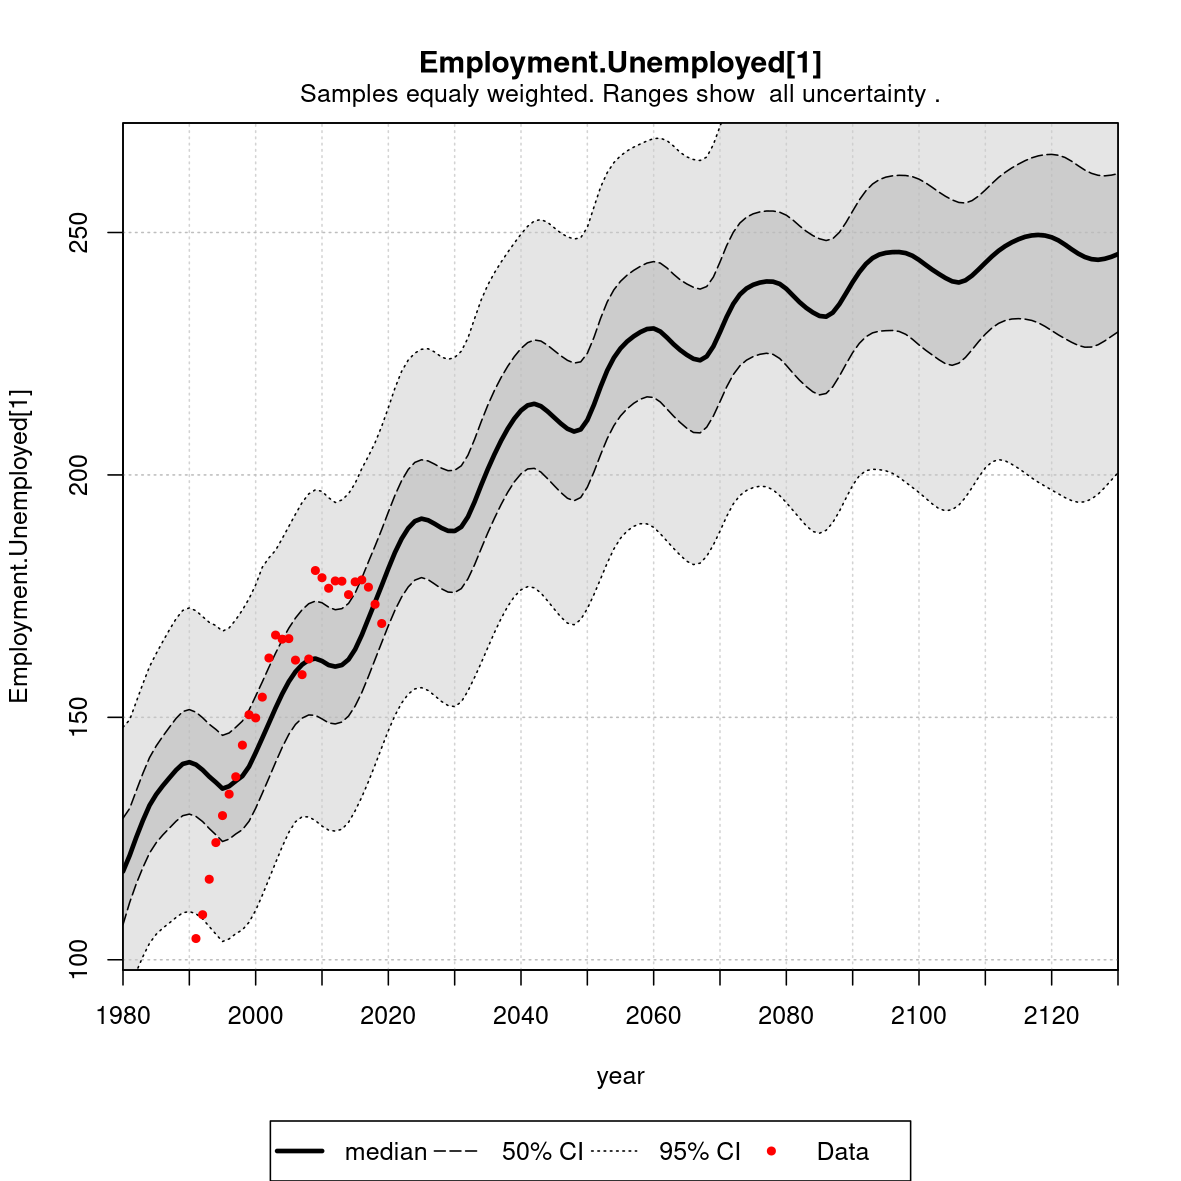 Employment.Unemployed[1]
Samples equaly weighted. Ranges show  all uncertainty .
Employment.Unemployed[1]
250
200
150
100
1980 2000 2020 2040 2060 2080 2100 2120
year
median 50% CI 95% CI Data